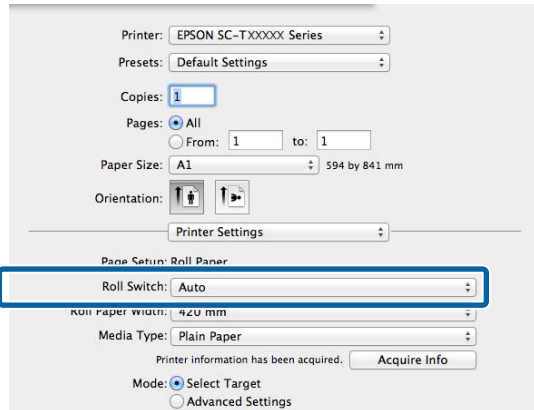 Printer: EPSON SC-TXXXXX Series
Presets: Default Settings
Copies: 1
Pages: All
From: 1 to: 1
Paper Size: A1 594 by 841 mm
Orientation:
Printer Settings
Page Setup: Roll Paper
Roll Switch: Auto
Roll Paper Width: 420 mm
Media Type: Plain Paper
Printer information has been acquired. Acquire Info
Mode: Select Target
Advanced Settings